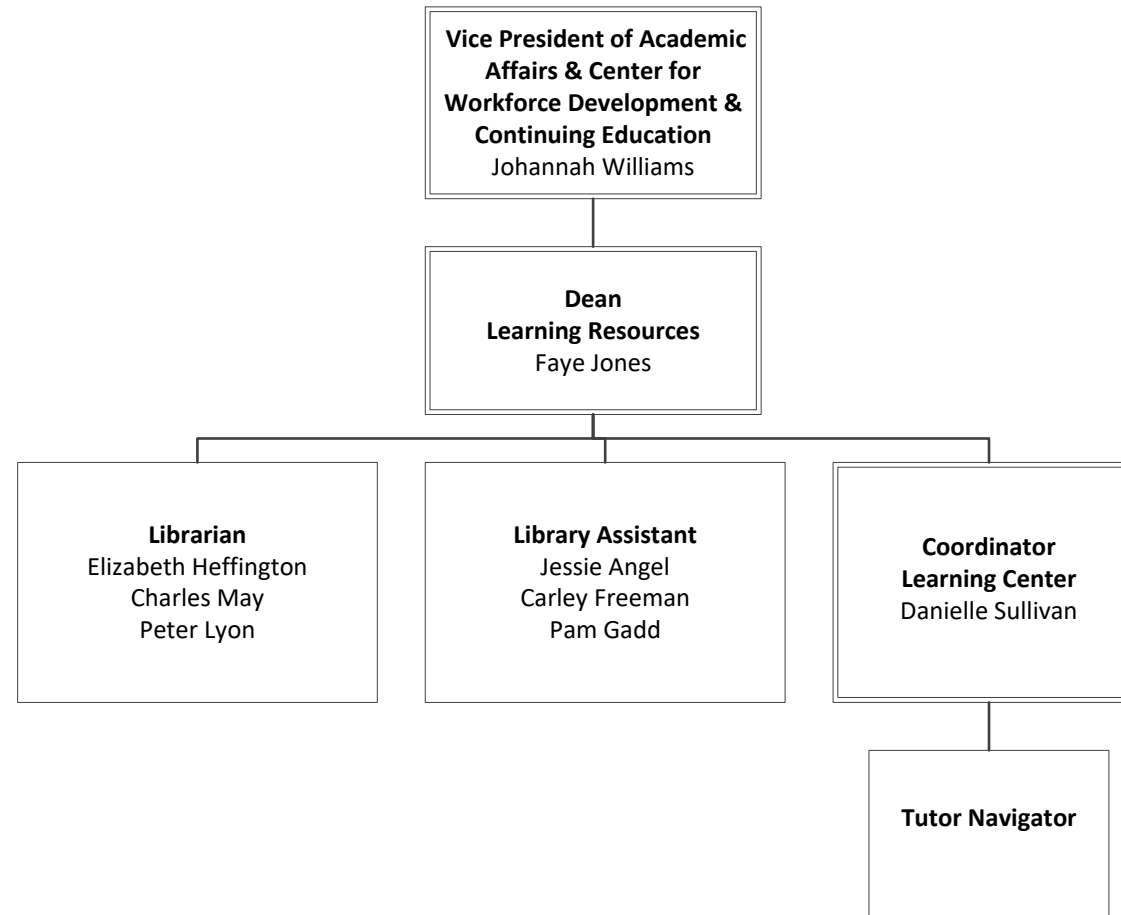 Vice President of Academic
Affairs & Center for
Workforce Development &
Continuing Education
Johannah Williams
Dean
Learning Resources
Faye Jones
Librarian
Elizabeth Heffington
Charles May
Peter Lyon
Library Assistant
Jessie Angel
Carley Freeman
Pam Gadd
Coordinator
Learning Center
Danielle Sullivan
Tutor Navigator